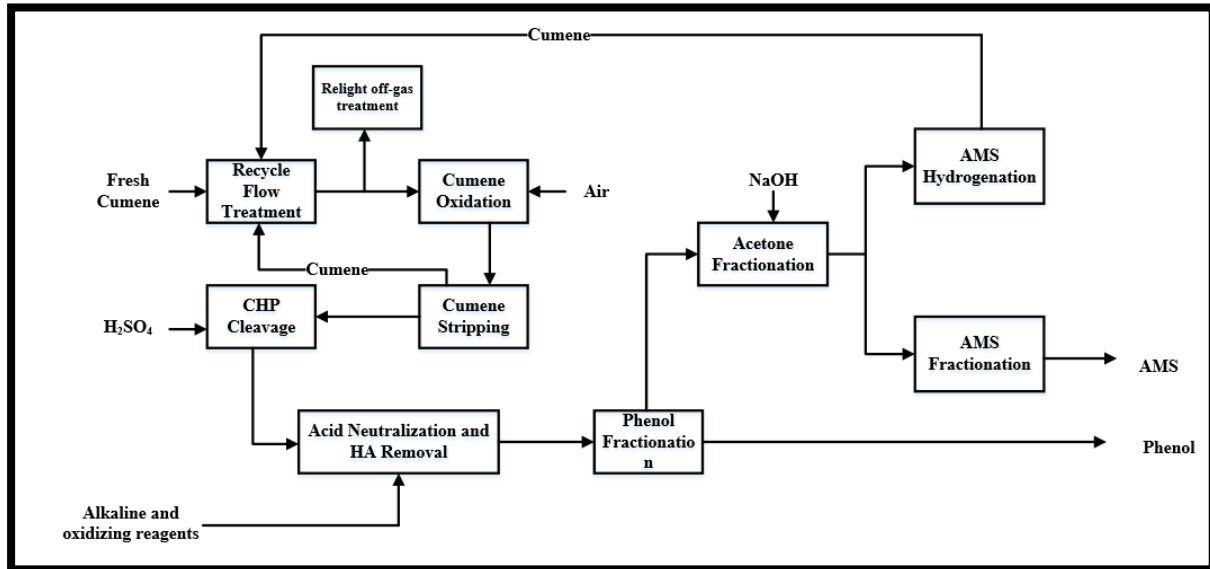 Cumene
Relight off-gas
treatment
Fresh
Cumene
Recycle
Flow
Treatment
Cumene
Oxidation
Air
NaOH
AMS
Hydrogenation
Acetone
Fractionation
Cumene
H₂SO₄
CHP
Cleavage
Cumene
Stripping
AMS
Fractionation
AMS
Acid Neutralization and
HA Removal
Phenol
Fractionatio
n
Phenol
Alkaline and
oxidizing reagents